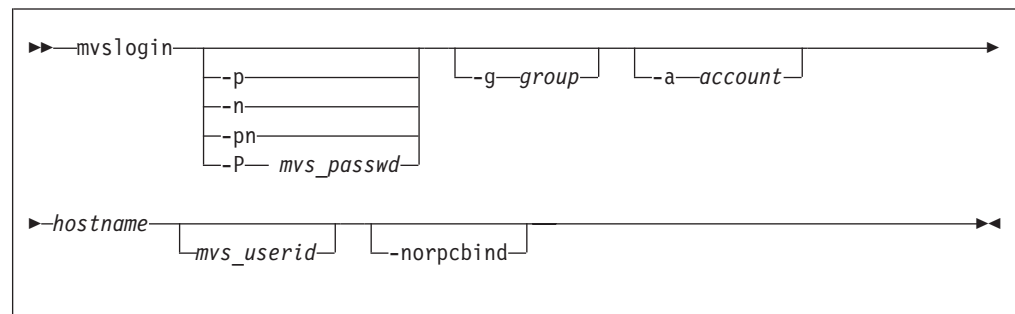 mvslogin
-p
-n
-pn
-P mvs_passwd
-g group
-a account
hostname
mvs_userid
-norpcbind